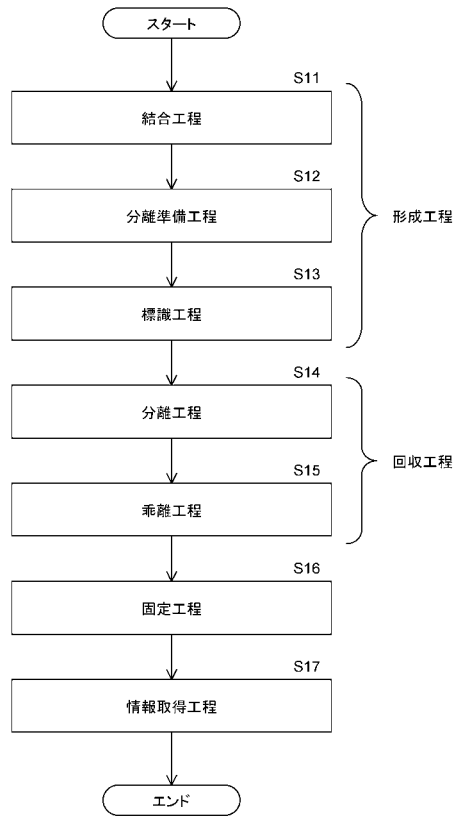 スタート
S11
結合工程
S12
分離準備工程
形成工程
S13
標識工程
S14
分離工程
回収工程
S15
乖離工程
S16
固定工程
S17
情報取得工程
エンド